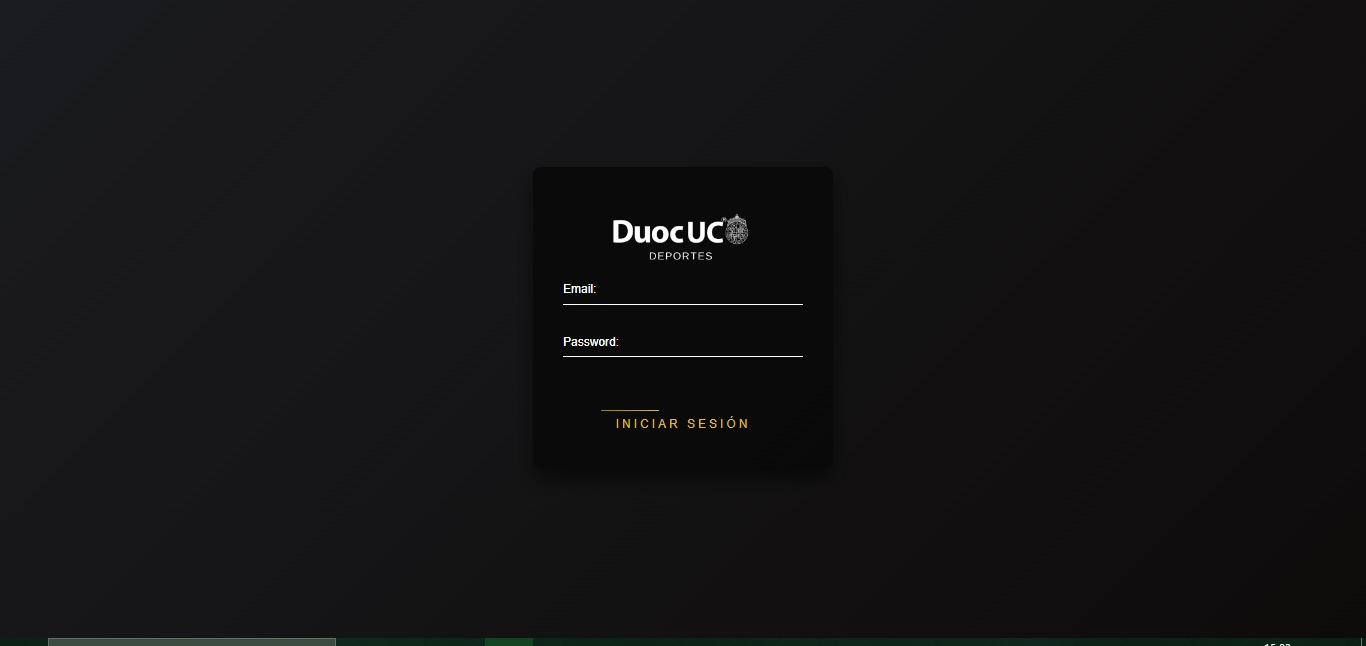 Duoc UC®
DEPORTES
Email:
Password:
INICIAR SESIÓN